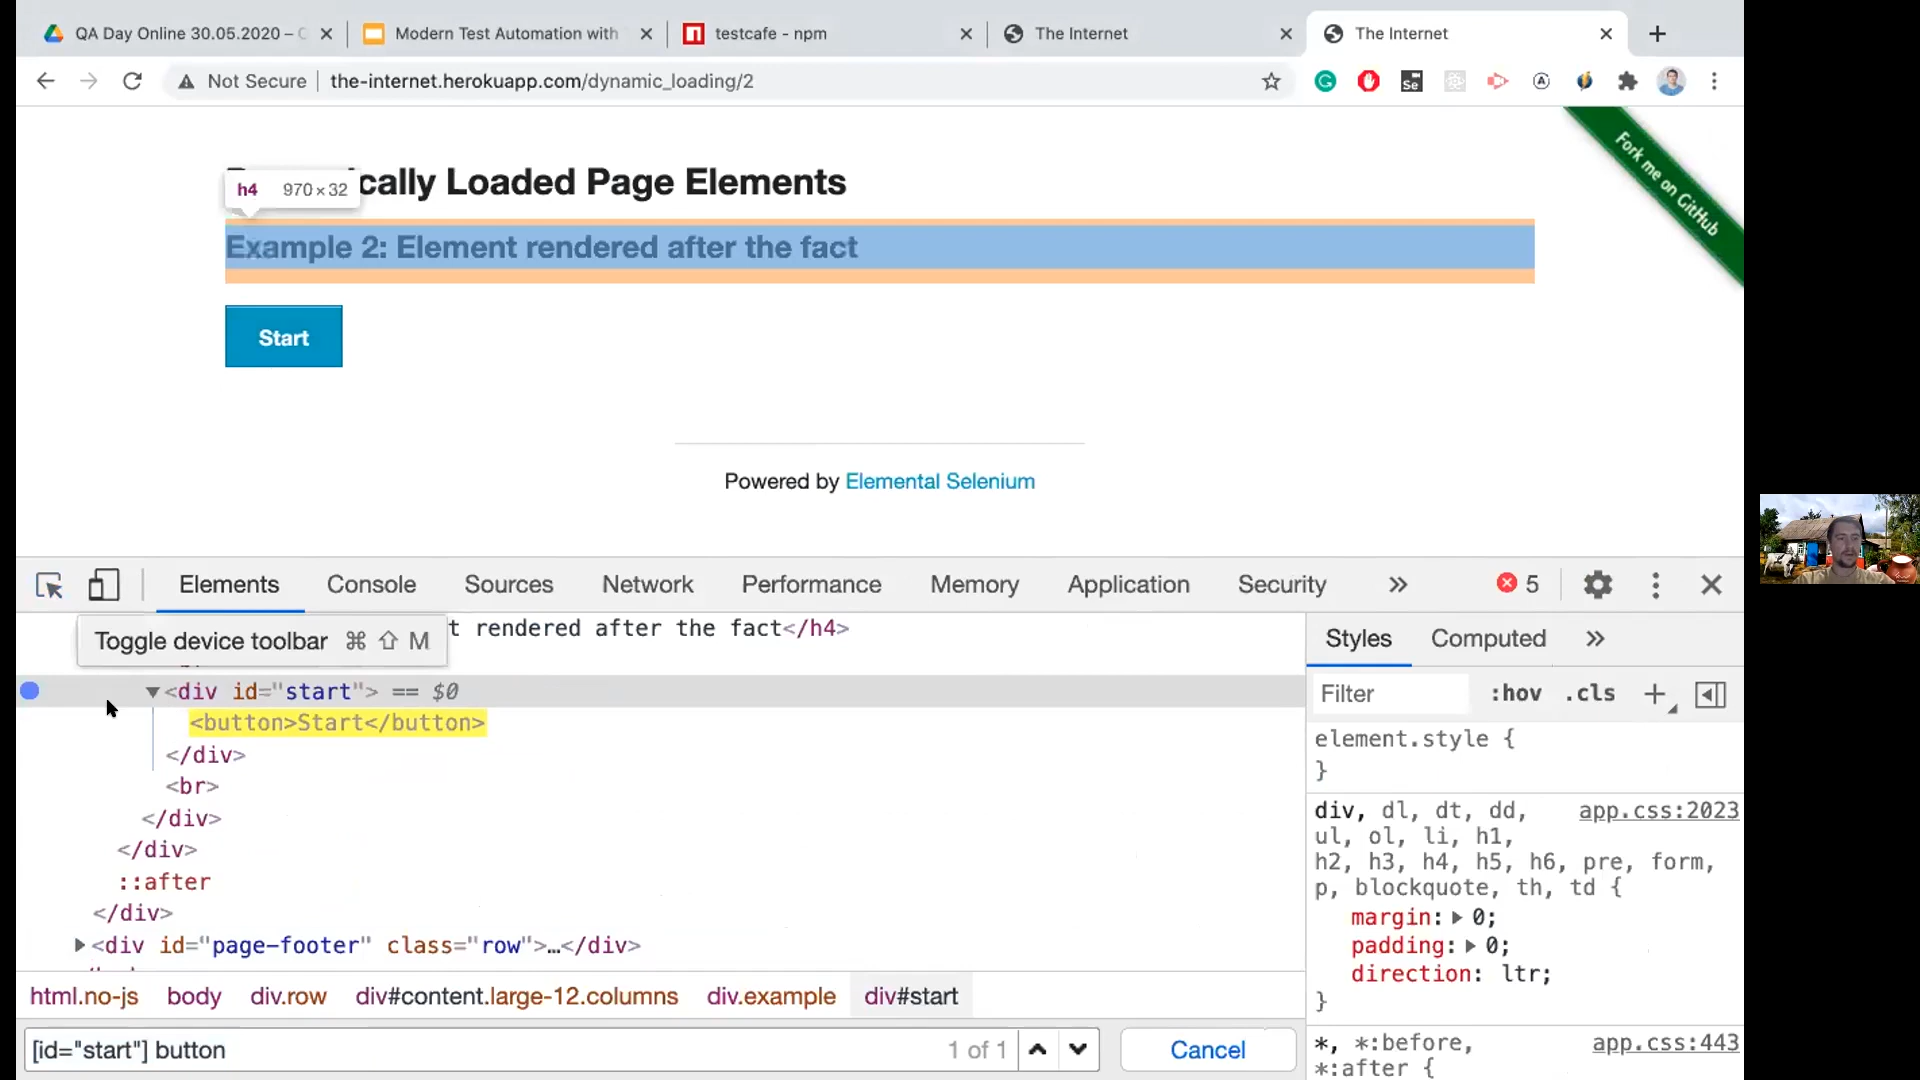 QA Day Online 30.05.2020 – C
Modern Test Automation with
testcafe - npm
The Internet
The Internet
Not Secure
the-internet.herokuapp.com/dynamic_loading/2
cally Loaded Page Elements
h4 970 × 32
Example 2: Element rendered after the fact
Start
Fork me on GitHub
Powered by Elemental Selenium
Elements
Console
Sources
Network
Performance
Memory
Application
Security
»
5
t rendered after the fact</h4>
Toggle device toolbar ⌘ ⇧ M
▼<div id="start"> == $0
<button>Start</button>
</div>
<br>
</div>
</div>
::after
</div>
▶<div id="page-footer" class="row">…</div>
html.no-js
body
div.row
div#content.large-12.columns
div.example
div#start
[id="start"] button
1 of 1
Cancel
Styles
Computed
»
Filter
:hov
.cls
+
element.style {
}
div, dl, dt, dd, app.css:2023
ul, ol, li, h1,
h2, h3, h4, h5, h6, pre, form,
p, blockquote, th, td {
margin: ▶ 0;
padding: ▶ 0;
direction: ltr;
}
*, *:before, app.css:443
*:after {